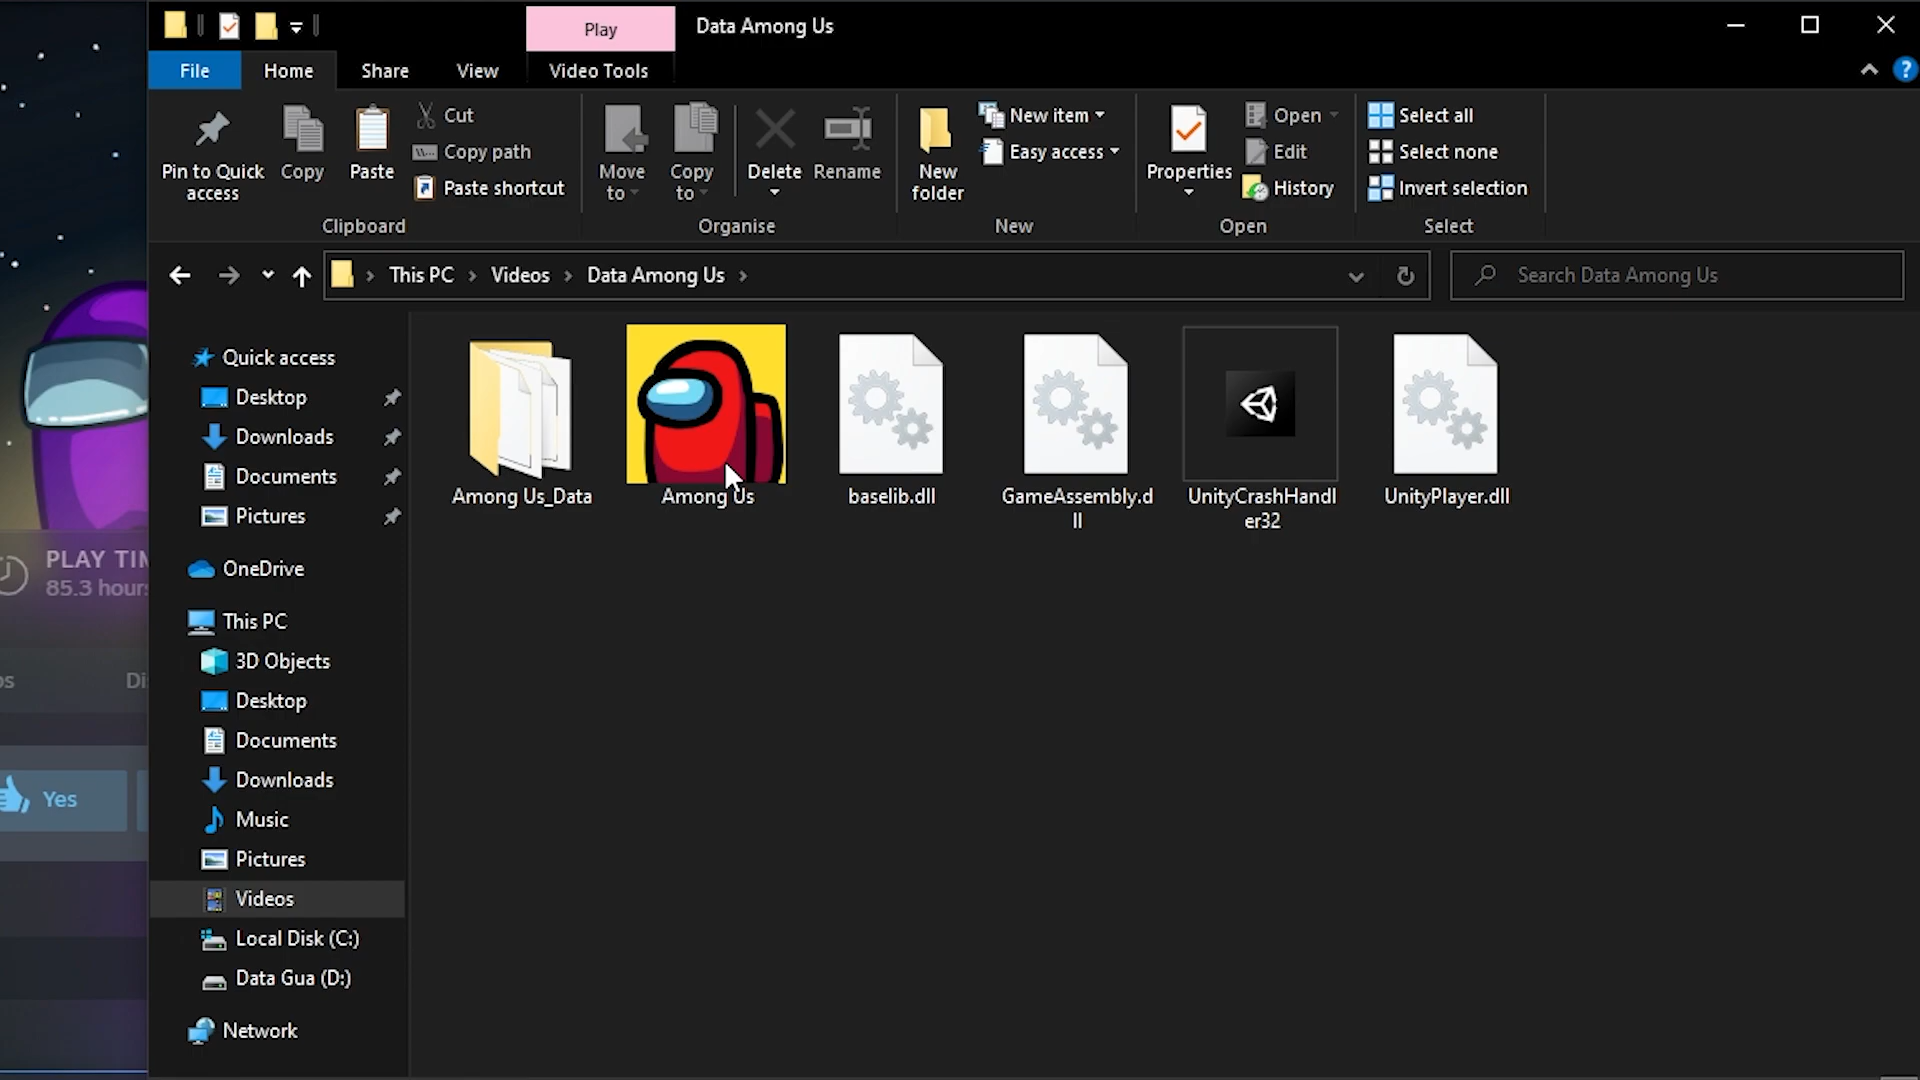 Play
Data Among Us
File
Home
Share
View
Video Tools
Pin to Quick
access
Copy
Paste
Cut
Copy path
Paste shortcut
Clipboard
Move
to
Copy
to
Delete
Rename
Organise
New
folder
New item
Easy access
New
Properties
Open
Edit
History
Open
Select all
Select none
Invert selection
Select
This PC
Videos
Data Among Us
Search Data Among Us
Quick access
Desktop
Downloads
Documents
Pictures
OneDrive
This PC
3D Objects
Desktop
Documents
Downloads
Music
Pictures
Videos
Local Disk (C:)
Data Gua (D:)
Network
Among Us_Data
Among Us
baselib.dll
GameAssembly.d
ll
UnityCrashHandl
er32
UnityPlayer.dll
PLAY TIM
85.3 hours
os
Di
Yes